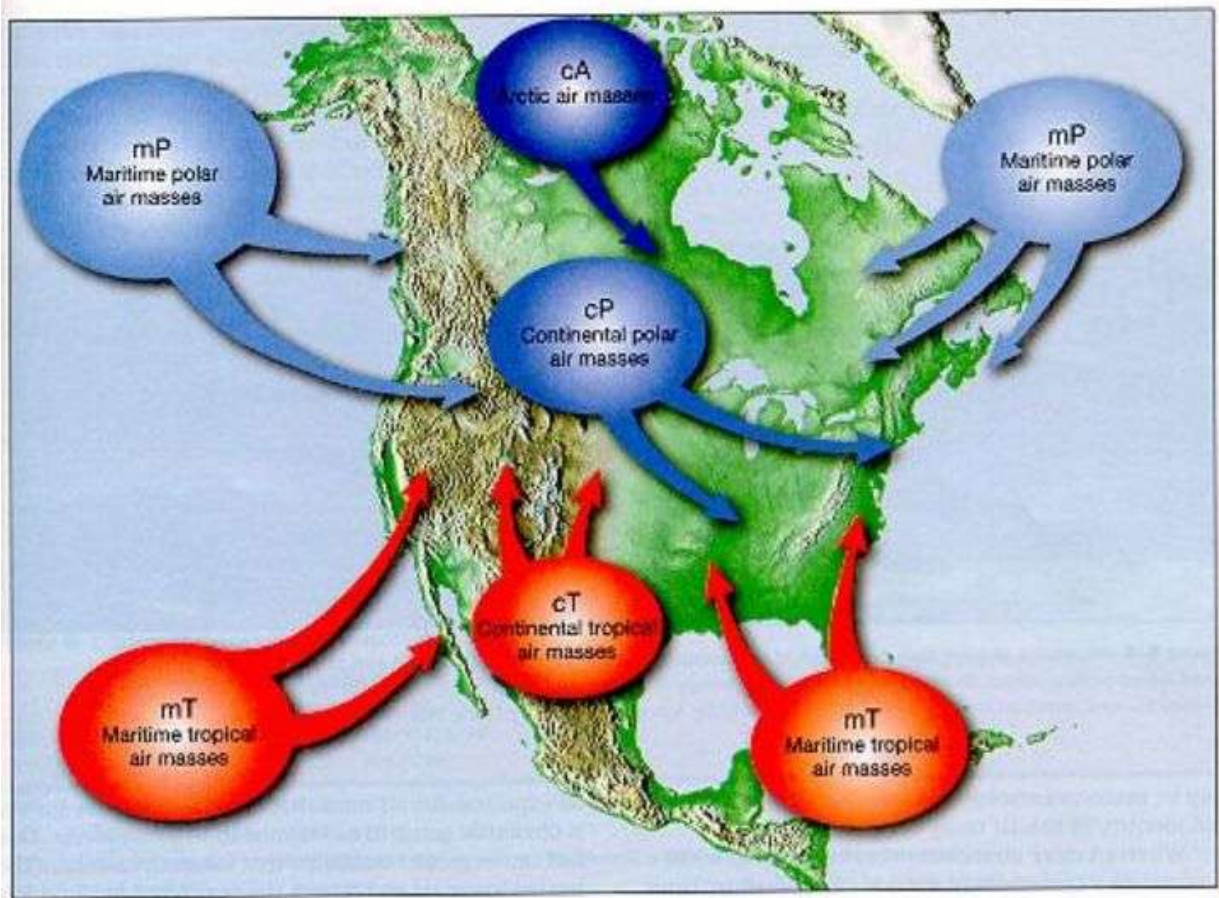 cA
Arctic air masses
mP
Maritime polar
air masses
mP
Maritime polar
air masses
cP
Continental polar
air masses
cT
Continental tropical
air masses
mT
Maritime tropical
air masses
mT
Maritime tropical
air masses